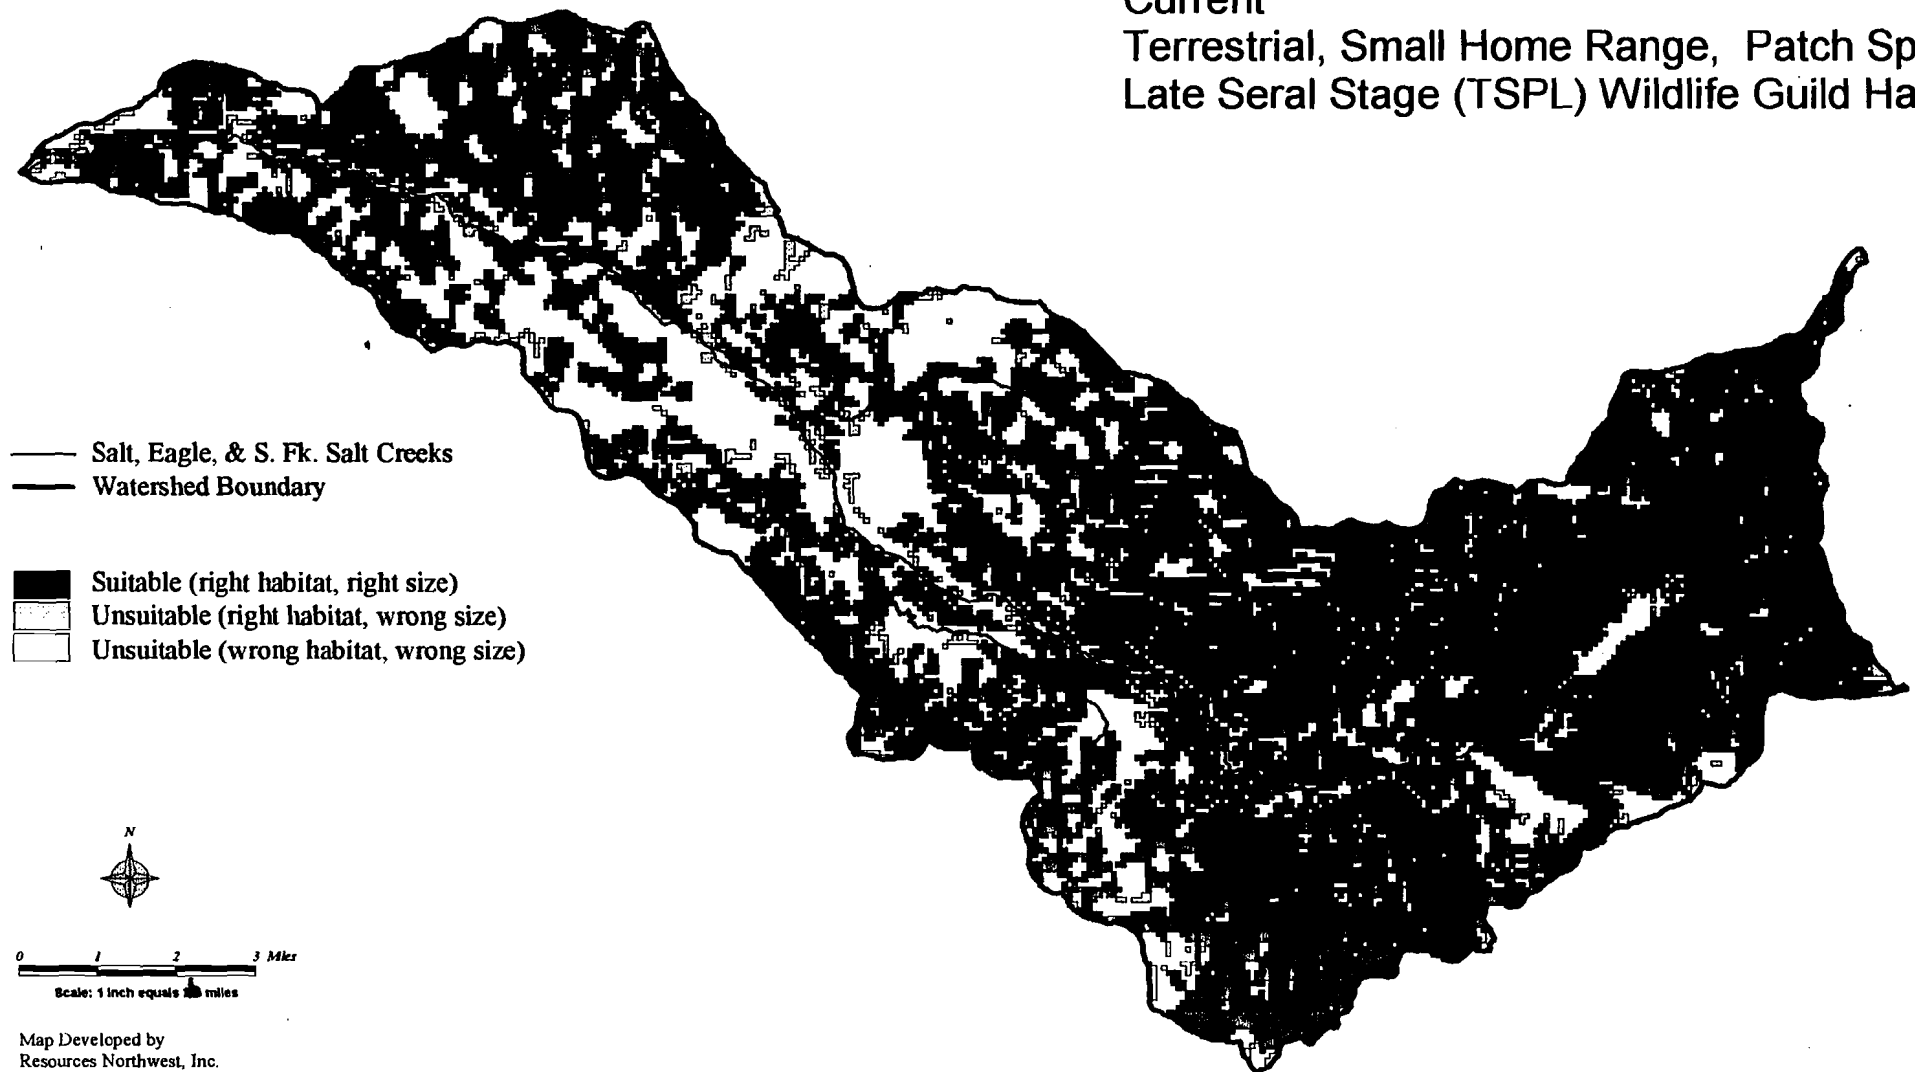 Current
Terrestrial, Small Home Range, Patch Sp
Late Seral Stage (TSPL) Wildlife Guild Ha
Salt, Eagle, & S. Fk. Salt Creeks
Watershed Boundary
Suitable (right habitat, right size)
Unsuitable (right habitat, wrong size)
Unsuitable (wrong habitat, wrong size)
N
0 1 2 3 Miles
Scale: 1 inch equals miles
Map Developed by
Resources Northwest, Inc.